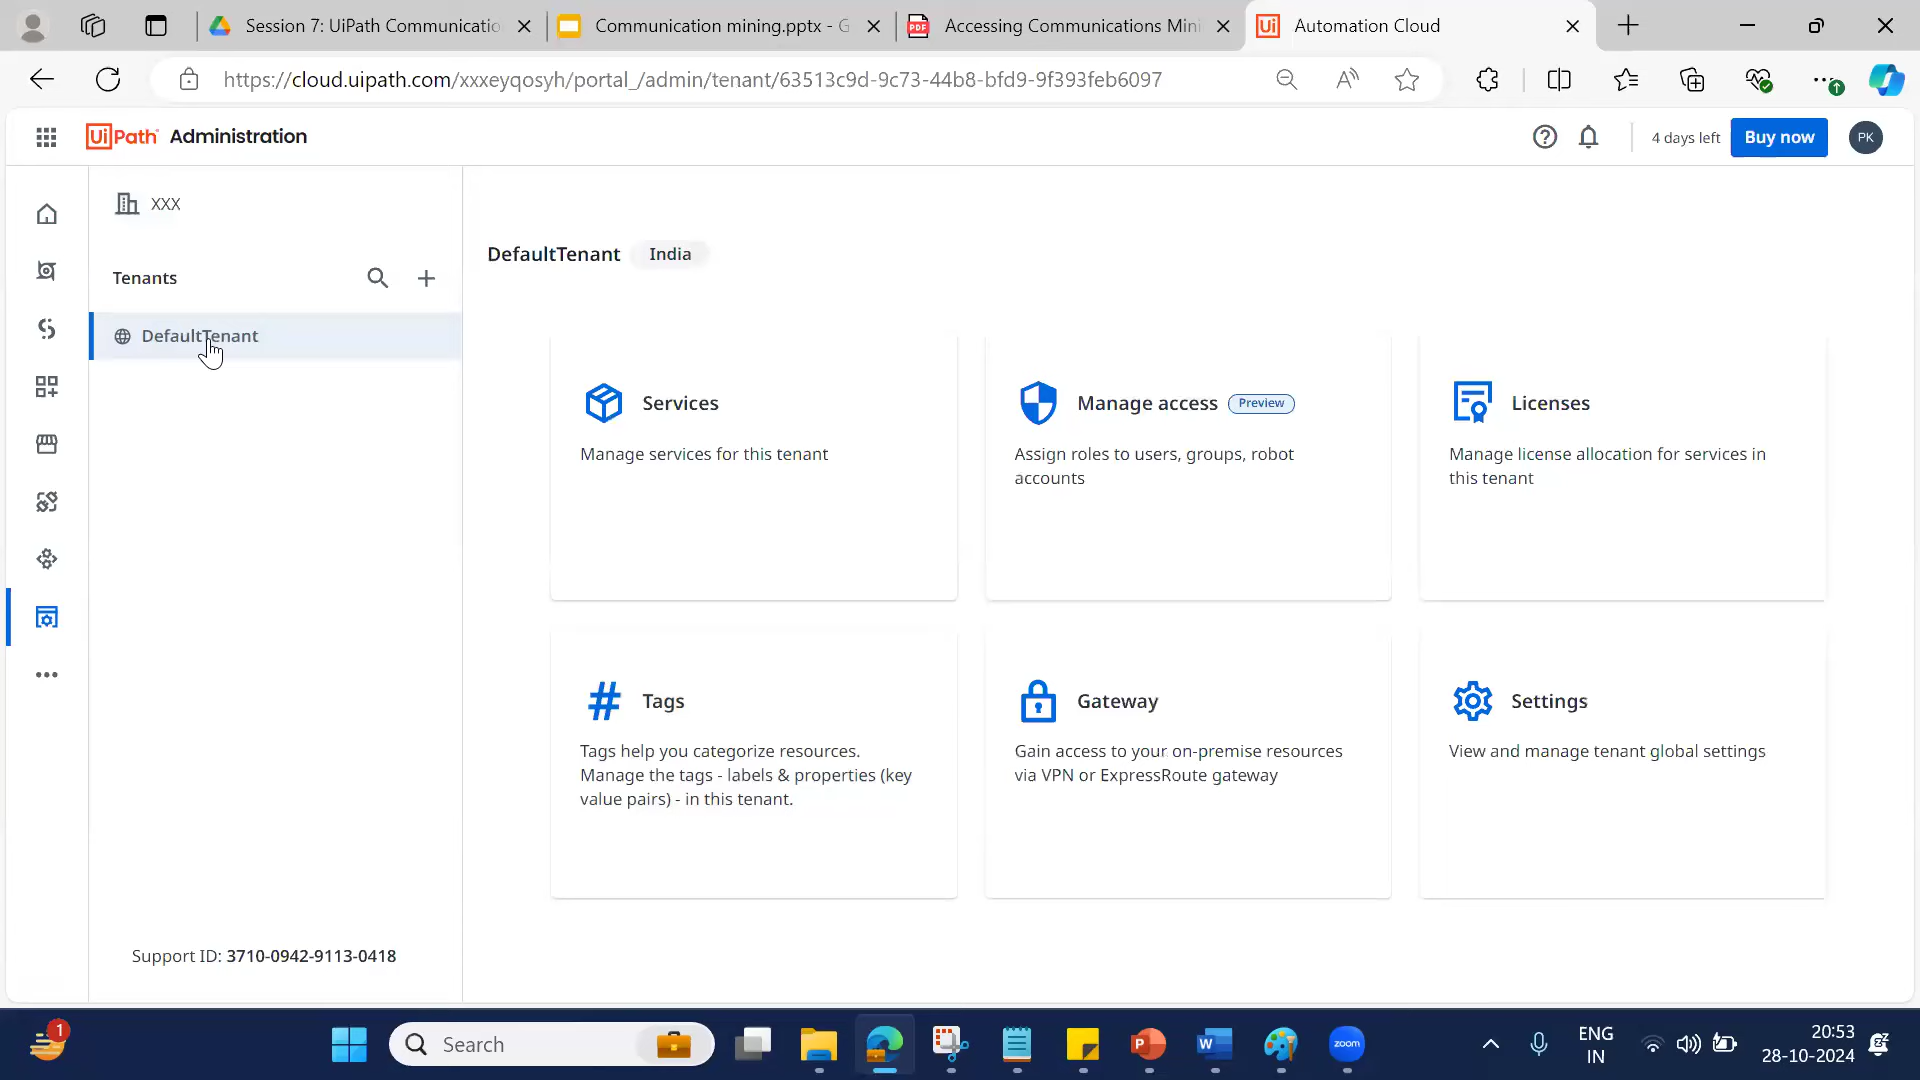 Session 7: UiPath Communicatio
Communication mining.pptx - G
Accessing Communications Mini
Automation Cloud
https://cloud.uipath.com/xxxeyqosyh/portal_/admin/tenant/63513c9d-9c73-44b8-bfd9-9f393feb6097
UiPath Administration
4 days left
Buy now
PK
XXX
Tenants
DefaultTenant
DefaultTenant India
Services
Manage services for this tenant
Manage access Preview
Assign roles to users, groups, robot
accounts
Licenses
Manage license allocation for services in
this tenant
Tags
Tags help you categorize resources.
Manage the tags - labels & properties (key
value pairs) - in this tenant.
Gateway
Gain access to your on-premise resources
via VPN or ExpressRoute gateway
Settings
View and manage tenant global settings
Support ID: 3710-0942-9113-0418
1
Search
zoom
ENG
IN
20:53
28-10-2024